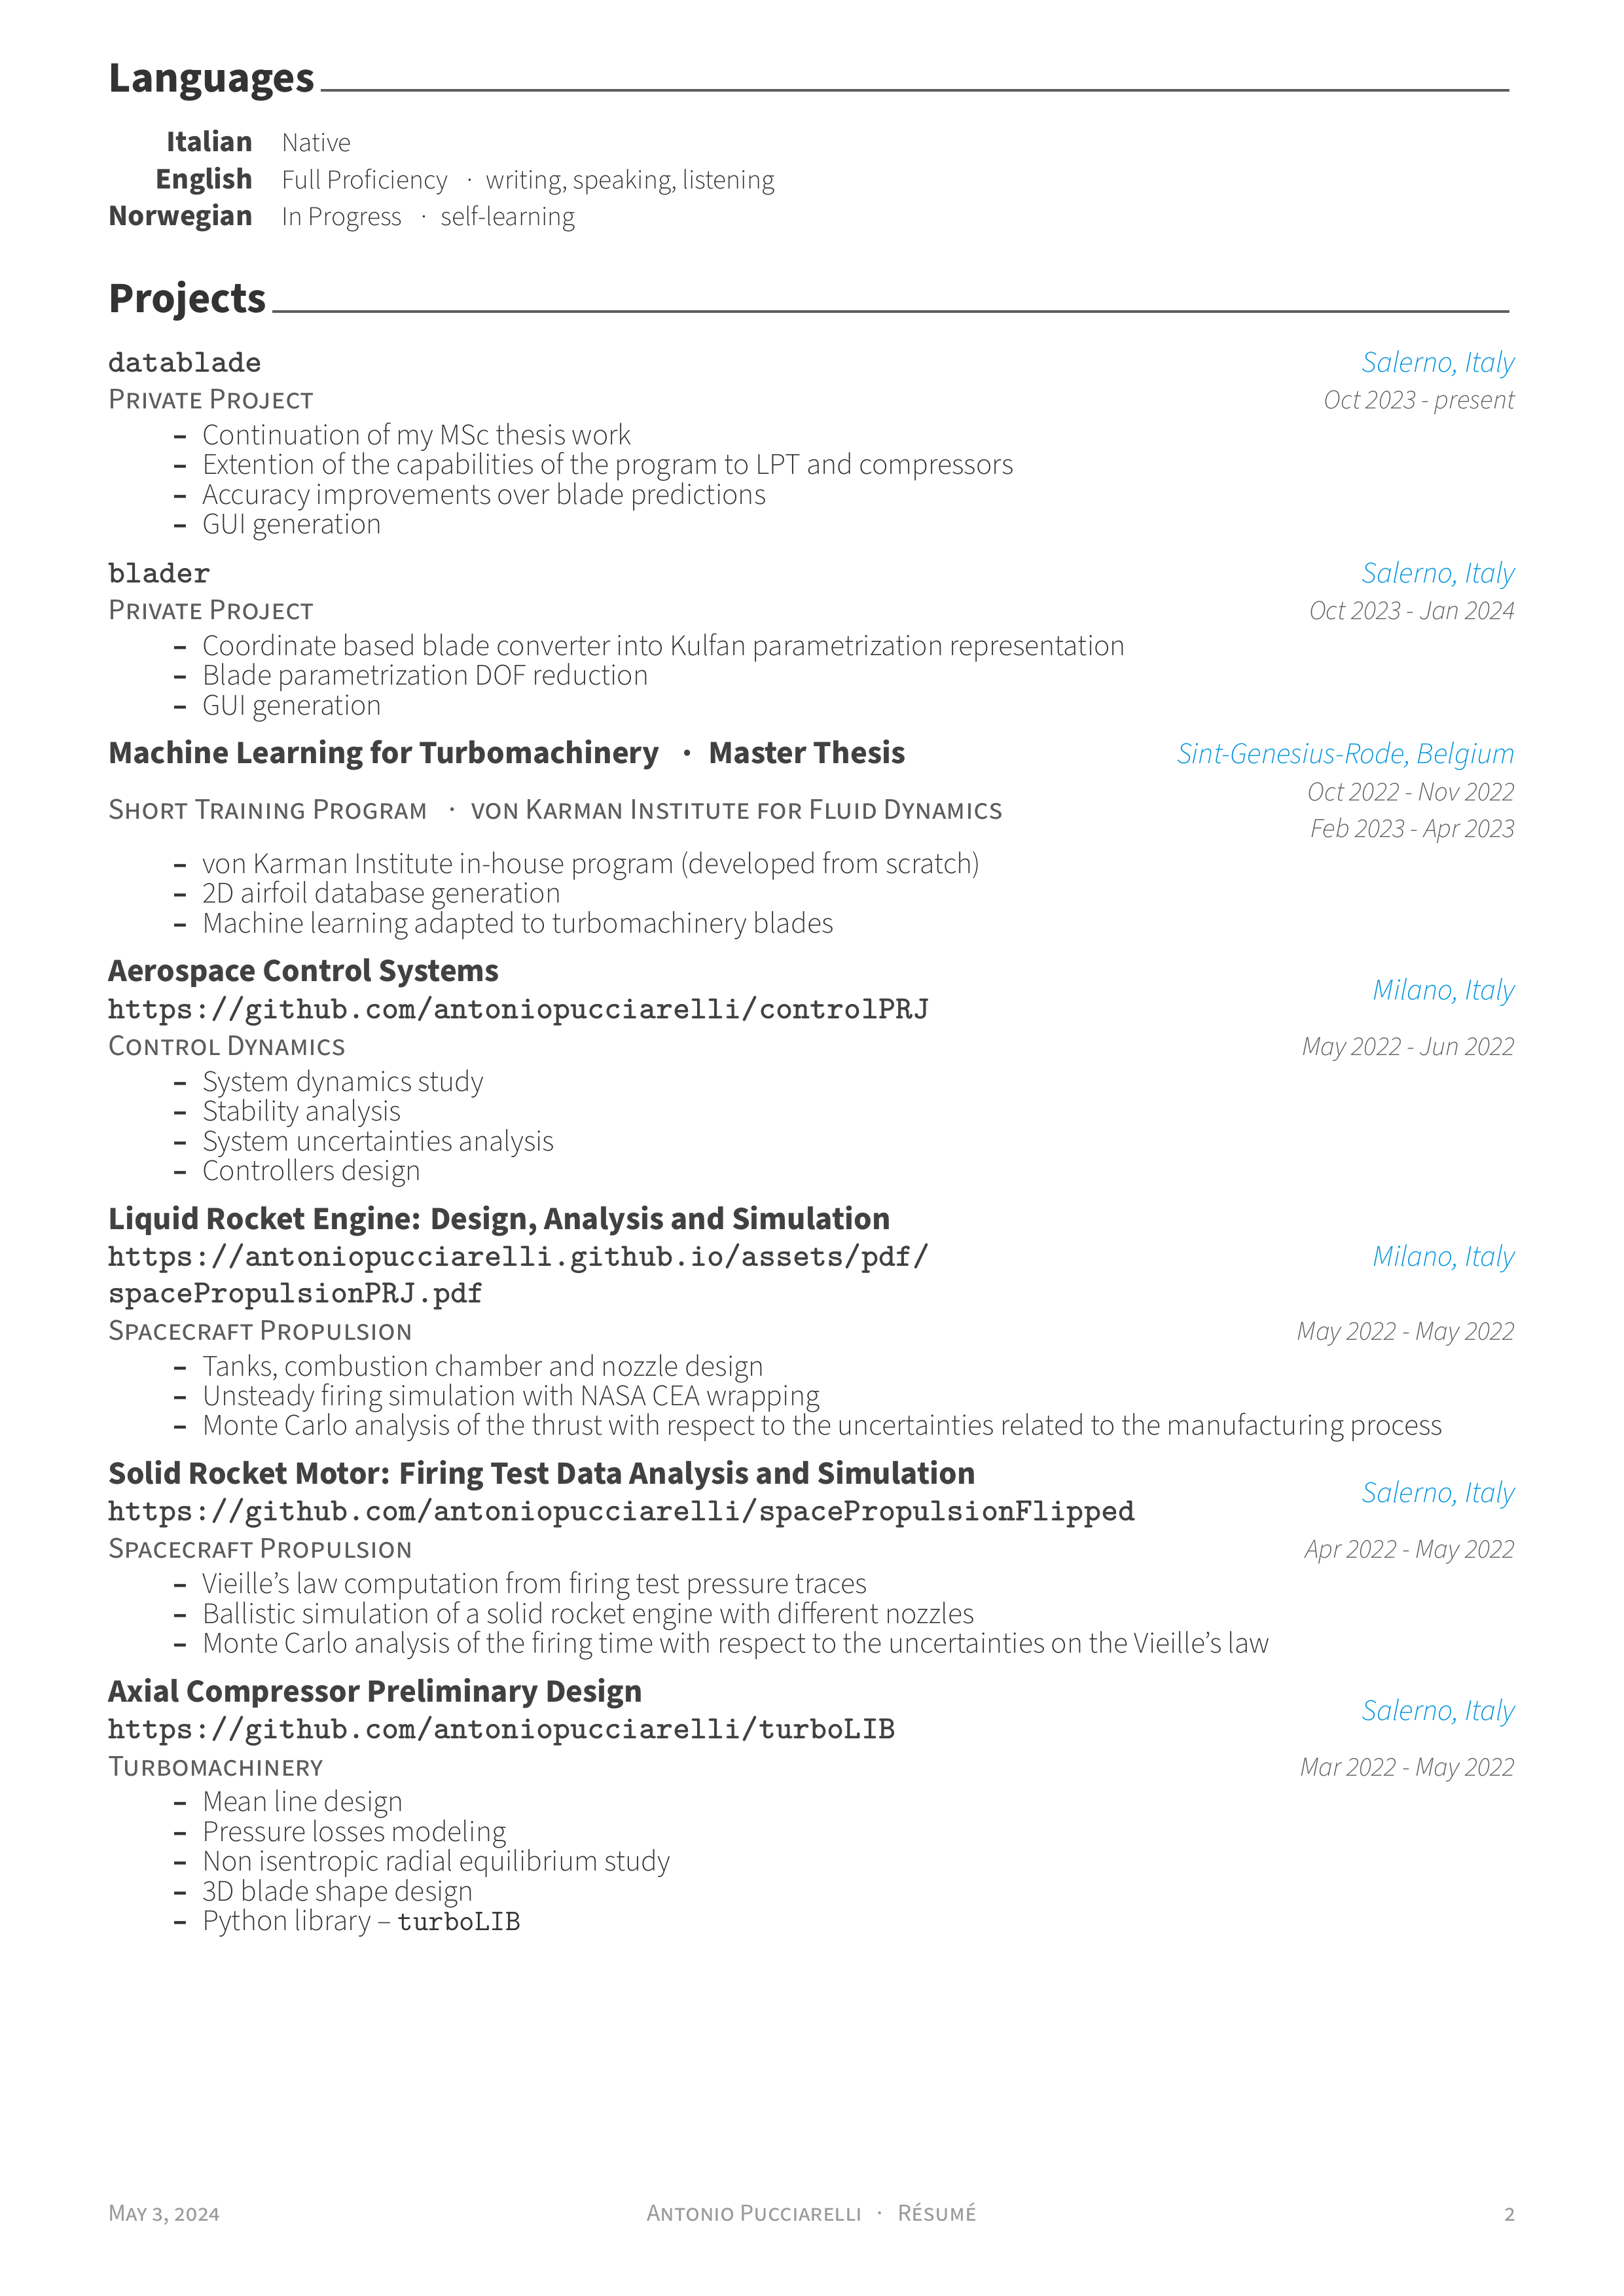 Languages
Italian Native
English Full Proficiency · writing, speaking, listening
Norwegian In Progress · self-learning
Projects
datablade Salerno, Italy
Private Project Oct 2023 - present
– Continuation of my MSc thesis work
– Extention of the capabilities of the program to LPT and compressors
– Accuracy improvements over blade predictions
– GUI generation
blader Salerno, Italy
Private Project Oct 2023 - Jan 2024
– Coordinate based blade converter into Kulfan parametrization representation
– Blade parametrization DOF reduction
– GUI generation
Machine Learning for Turbomachinery · Master Thesis Sint-Genesius-Rode, Belgium
Oct 2022 - Nov 2022
Short Training Program · von Karman Institute for Fluid Dynamics
Feb 2023 - Apr 2023
– von Karman Institute in-house program (developed from scratch)
– 2D airfoil database generation
– Machine learning adapted to turbomachinery blades
Aerospace Control Systems
Milano, Italy
https://github.com/antoniopucciarelli/controlPRJ
Control Dynamics May 2022 - Jun 2022
– System dynamics study
– Stability analysis
– System uncertainties analysis
– Controllers design
Liquid Rocket Engine: Design, Analysis and Simulation
https://antoniopucciarelli.github.io/assets/pdf/ Milano, Italy
spacePropulsionPRJ.pdf
Spacecraft Propulsion May 2022 - May 2022
– Tanks, combustion chamber and nozzle design
– Unsteady firing simulation with NASA CEA wrapping
– Monte Carlo analysis of the thrust with respect to the uncertainties related to the manufacturing process
Solid Rocket Motor: Firing Test Data Analysis and Simulation
Salerno, Italy
https://github.com/antoniopucciarelli/spacePropulsionFlipped
Spacecraft Propulsion Apr 2022 - May 2022
– Vieille’s law computation from firing test pressure traces
– Ballistic simulation of a solid rocket engine with different nozzles
– Monte Carlo analysis of the firing time with respect to the uncertainties on the Vieille’s law
Axial Compressor Preliminary Design
Salerno, Italy
https://github.com/antoniopucciarelli/turboLIB
Turbomachinery Mar 2022 - May 2022
– Mean line design
– Pressure losses modeling
– Non isentropic radial equilibrium study
– 3D blade shape design
– Python library – turboLIB
May 3, 2024 Antonio Pucciarelli · Résumé 2